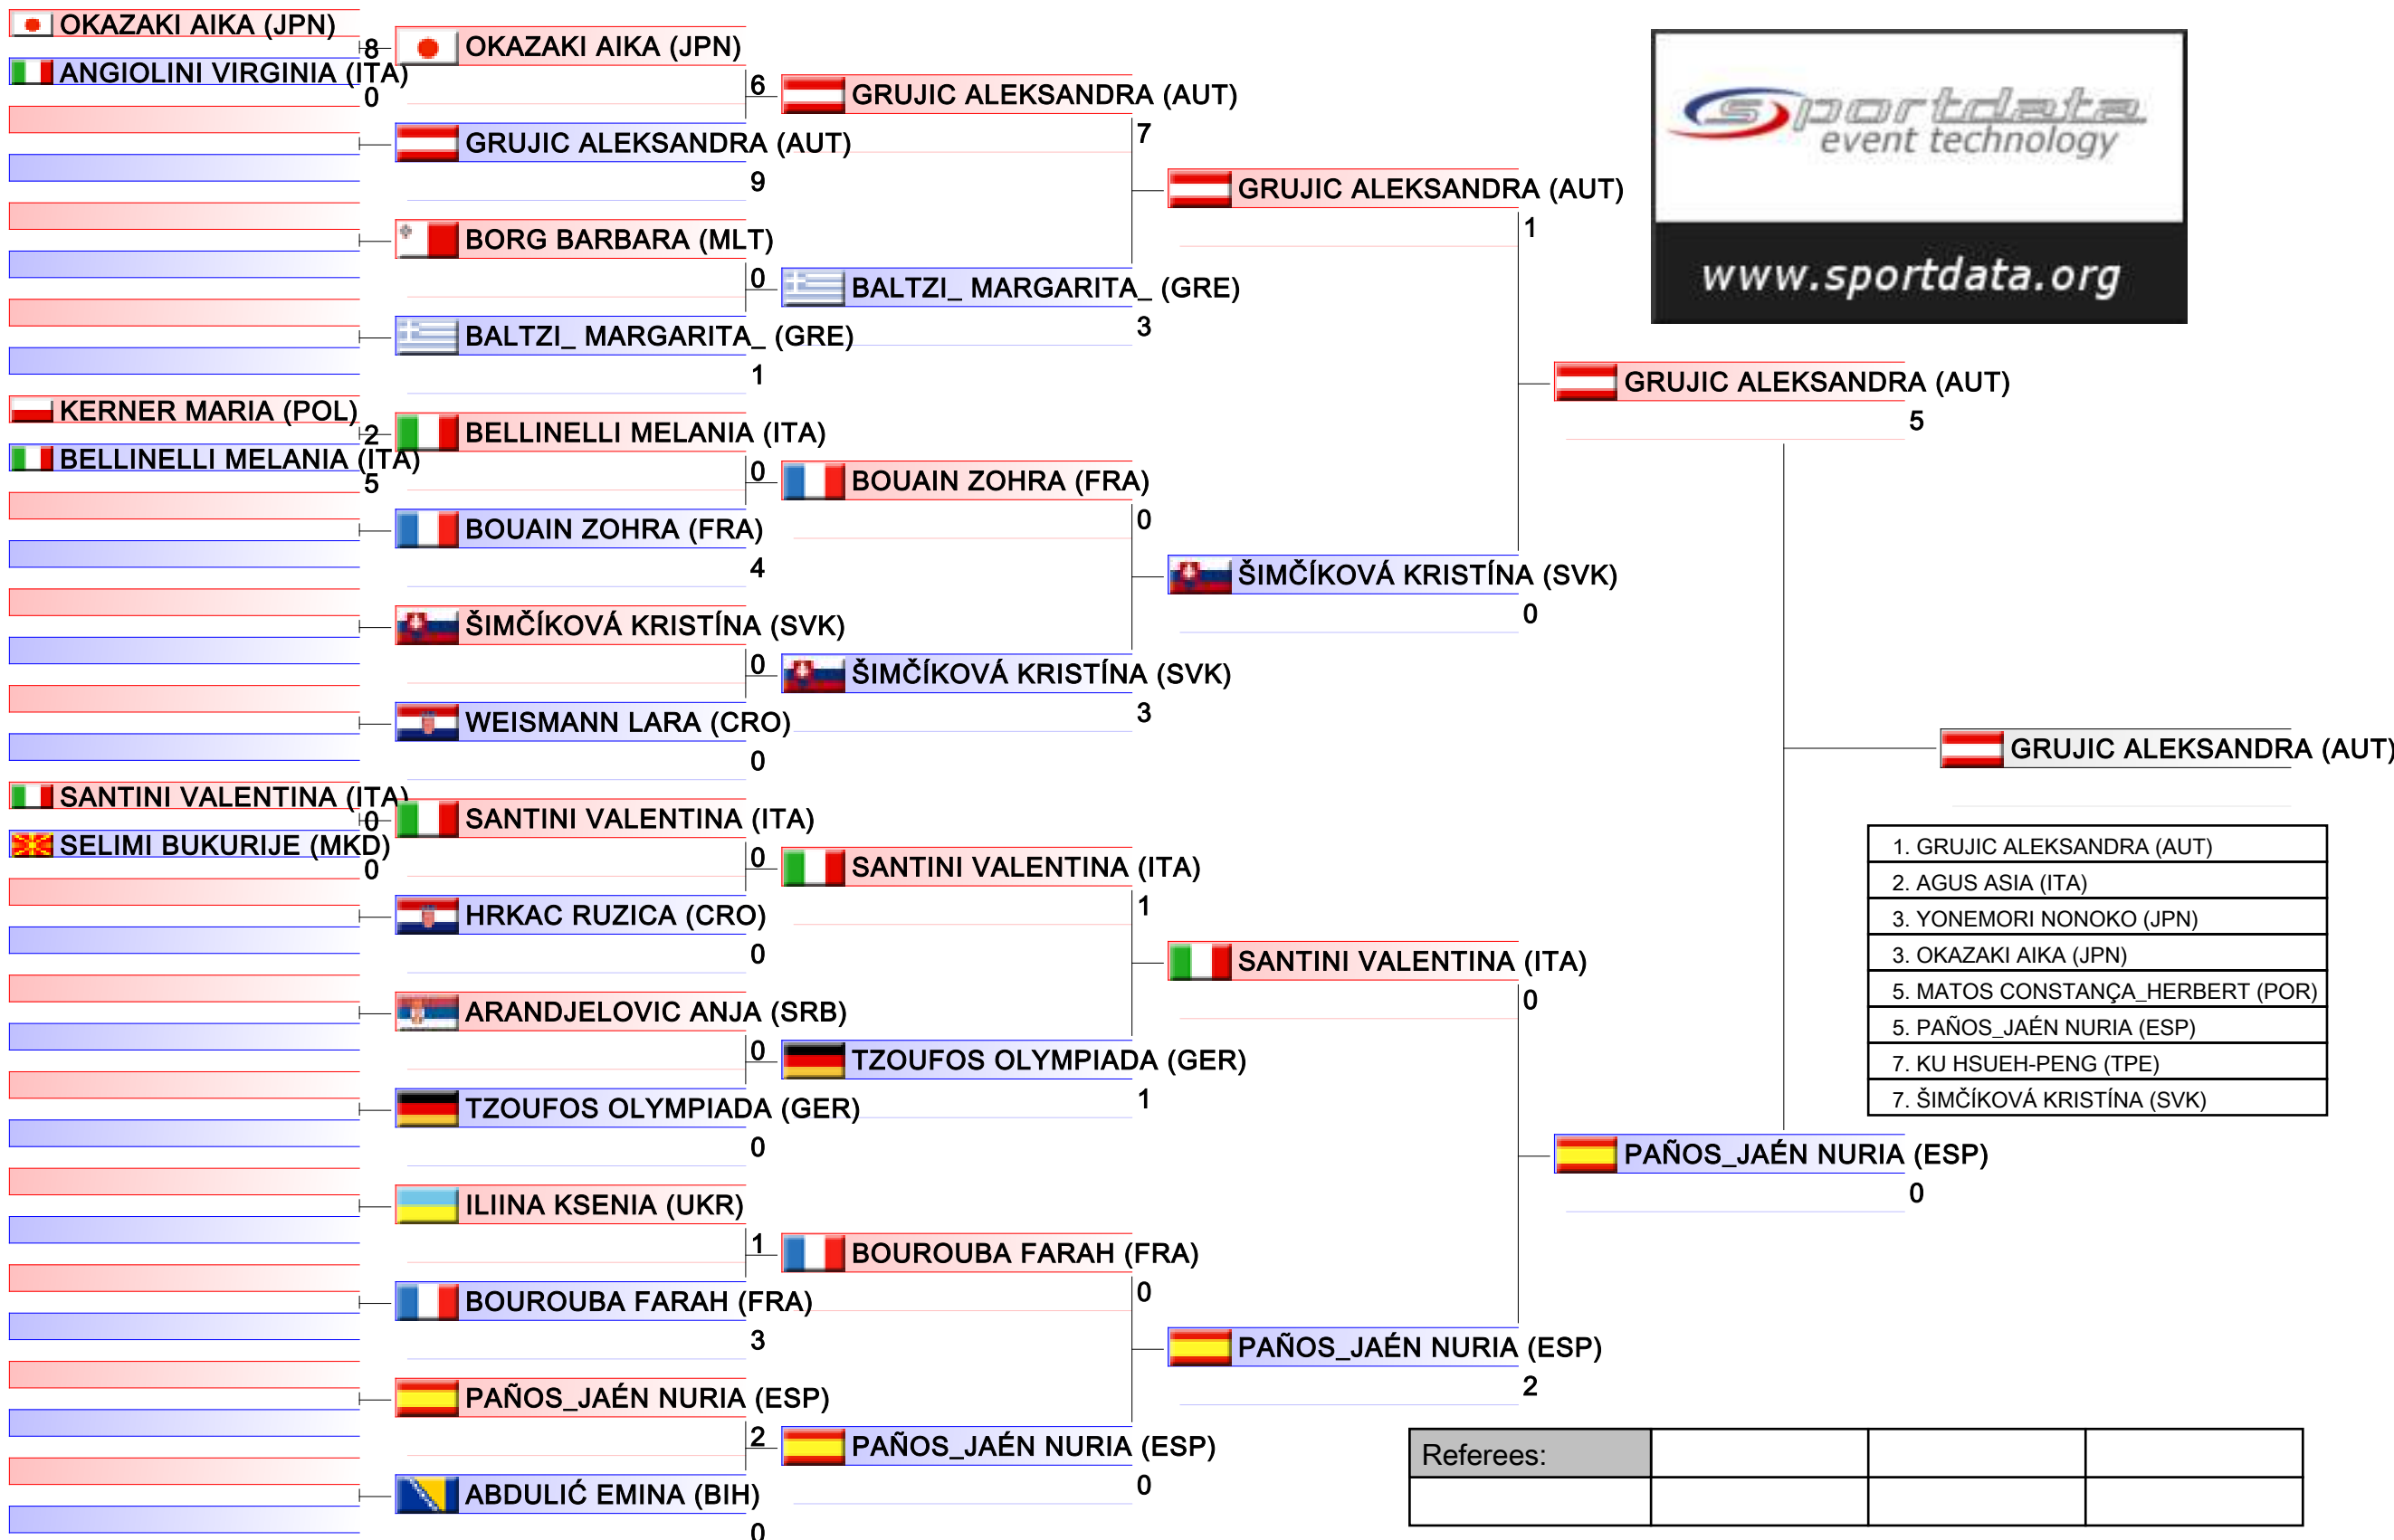 OKAZAKI AIKA (JPN)
8
ANGIOLINI VIRGINIA (ITA)
0
KERNER MARIA (POL)
2
BELLINELLI MELANIA (ITA)
5
SANTINI VALENTINA (ITA)
0
SELIMI BUKURIJE (MKD)
0
OKAZAKI AIKA (JPN)
6
GRUJIC ALEKSANDRA (AUT)
9
BORG BARBARA (MLT)
0
BALTZI_ MARGARITA_ (GRE)
1
BELLINELLI MELANIA (ITA)
0
BOUAIN ZOHRA (FRA)
4
ŠIMČÍKOVÁ KRISTÍNA (SVK)
0
WEISMANN LARA (CRO)
0
SANTINI VALENTINA (ITA)
0
HRKAC RUZICA (CRO)
0
ARANDJELOVIC ANJA (SRB)
0
TZOUFOS OLYMPIADA (GER)
0
ILIINA KSENIA (UKR)
1
BOUROUBA FARAH (FRA)
3
PAÑOS_JAÉN NURIA (ESP)
2
ABDULIĆ EMINA (BIH)
0
GRUJIC ALEKSANDRA (AUT)
7
BALTZI_ MARGARITA_ (GRE)
3
BOUAIN ZOHRA (FRA)
0
ŠIMČÍKOVÁ KRISTÍNA (SVK)
3
SANTINI VALENTINA (ITA)
1
TZOUFOS OLYMPIADA (GER)
1
BOUROUBA FARAH (FRA)
0
PAÑOS_JAÉN NURIA (ESP)
0
GRUJIC ALEKSANDRA (AUT)
1
ŠIMČÍKOVÁ KRISTÍNA (SVK)
0
SANTINI VALENTINA (ITA)
0
PAÑOS_JAÉN NURIA (ESP)
2
GRUJIC ALEKSANDRA (AUT)
5
PAÑOS_JAÉN NURIA (ESP)
0
GRUJIC ALEKSANDRA (AUT)
sportdata
event technology
www.sportdata.org
1. GRUJIC ALEKSANDRA (AUT)
2. AGUS ASIA (ITA)
3. YONEMORI NONOKO (JPN)
3. OKAZAKI AIKA (JPN)
5. MATOS CONSTANÇA_HERBERT (POR)
5. PAÑOS_JAÉN NURIA (ESP)
7. KU HSUEH-PENG (TPE)
7. ŠIMČÍKOVÁ KRISTÍNA (SVK)
Referees: